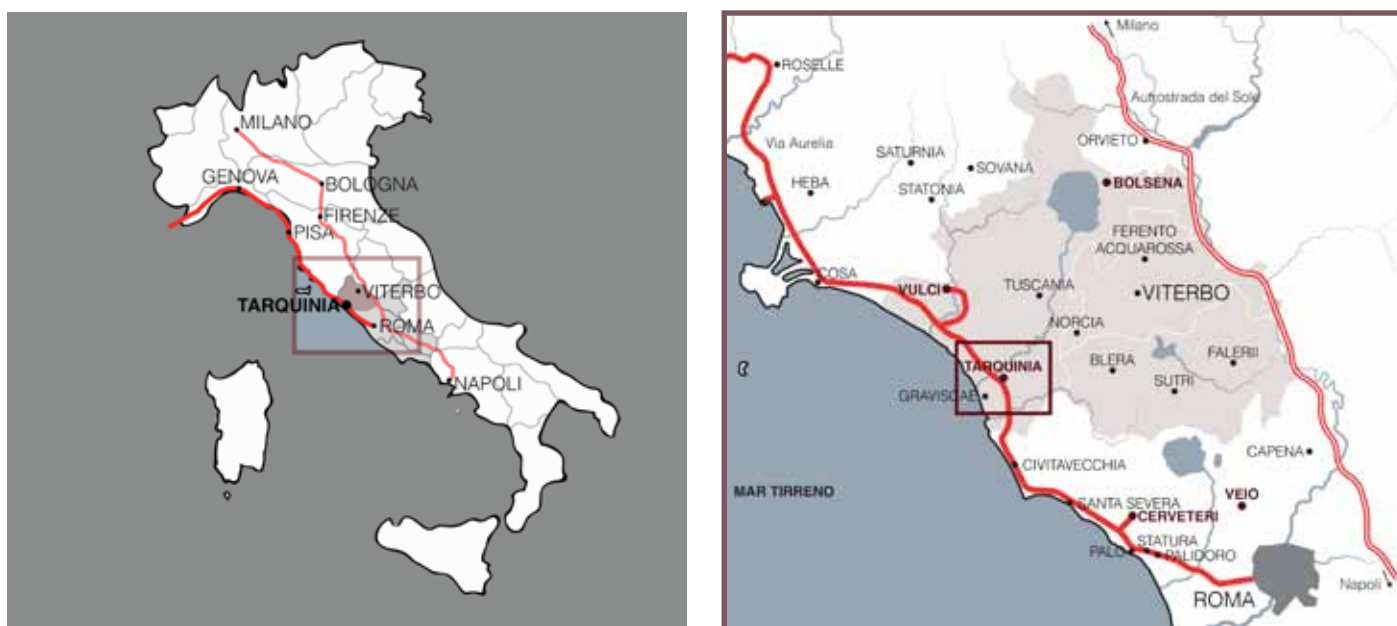 MILANO
GENOVA
BOLOGNA
FIRENZE
PISA
VITERBO
TARQUINIA
ROMA
NAPOLI
Milano
ROSELLE
Autrostrada del Sole
Via Aurelia
ORVIETO
SATURNIA
SOVANA
HEBA
STATONIA
BOLSENA
FERENTO
ACQUAROSSA
COSA
VULCI
TUSCANIA
VITERBO
NORCIA
BLERA
FALERII
TARQUINIA
SUTRI
GRAVISCAE
CIVITAVECCHIA
CAPENA
MAR TIRRENO
SANTA SEVERA
VEIO
CERVETERI
STATURA
PALO
PALIDORO
Napoli
ROMA